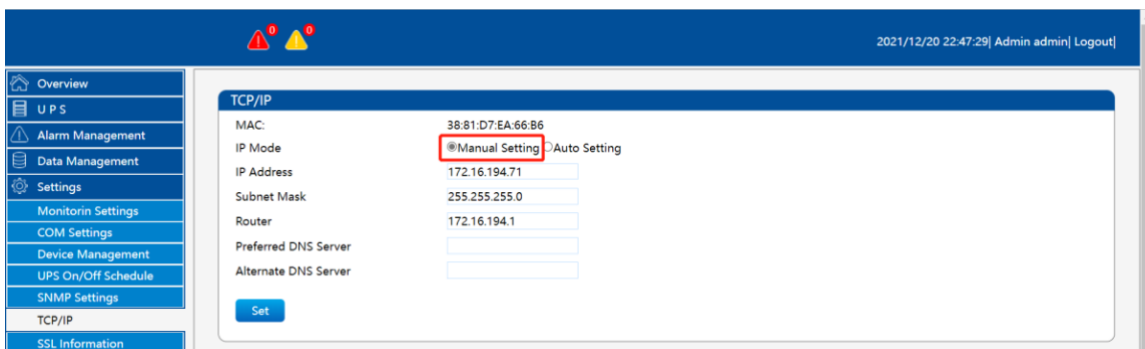 0 0
2021/12/20 22:47:29| Admin admin| Logout|
Overview
U P S
Alarm Management
Data Management
Settings
Monitorin Settings
COM Settings
Device Management
UPS On/Off Schedule
SNMP Settings
TCP/IP
SSL Information
TCP/IP
MAC: 38:81:D7:EA:66:B6
IP Mode Manual Setting Auto Setting
IP Address 172.16.194.71
Subnet Mask 255.255.255.0
Router 172.16.194.1
Preferred DNS Server
Alternate DNS Server
Set